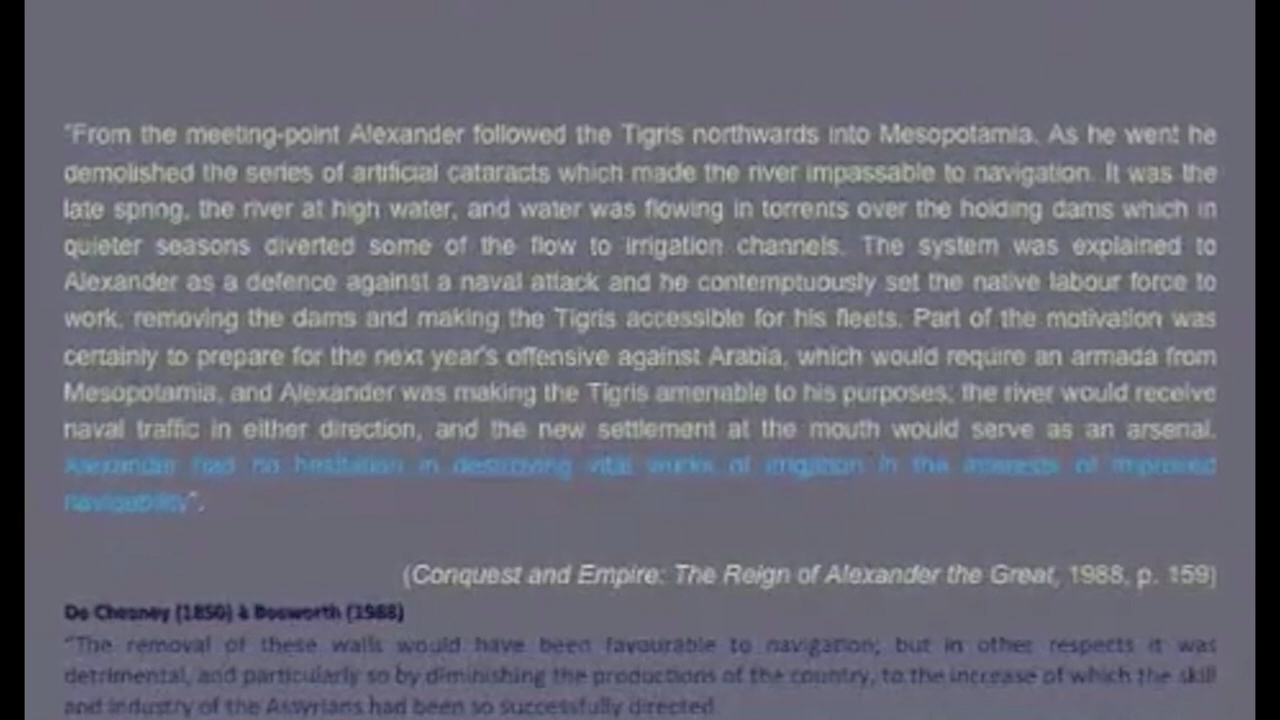 "From the meeting-point Alexander followed the Tigris northwards into Mesopotamia. As he went he
demolished the series of artificial cataracts which made the river impassable to navigation. It was the
late spring, the river at high water, and water was flowing in torrents over the holding dams which in
quieter seasons diverted some of the flow to irrigation channels. The system was explained to
Alexander as a defence against a naval attack and he contemptuously set the native labour force to
work, removing the dams and making the Tigris accessible for his fleets. Part of the motivation was
certainly to prepare for the next year's offensive against Arabia, which would require an armada from
Mesopotamia, and Alexander was making the Tigris amenable to his purposes; the river would receive
naval traffic in either direction, and the new settlement at the mouth would serve as an arsenal.
Alexander had no hesitation in destroying vital works of irrigation in the interests of improved
navigability".
(Conquest and Empire: The Reign of Alexander the Great, 1988, p. 159)
De Chesney (1850) à Bosworth (1988)
"The removal of these walls would have been favourable to navigation; but in other respects it was
detrimental, and particularly so by diminishing the productions of the country, to the increase of which the skill
and industry of the Assyrians had been so successfully directed